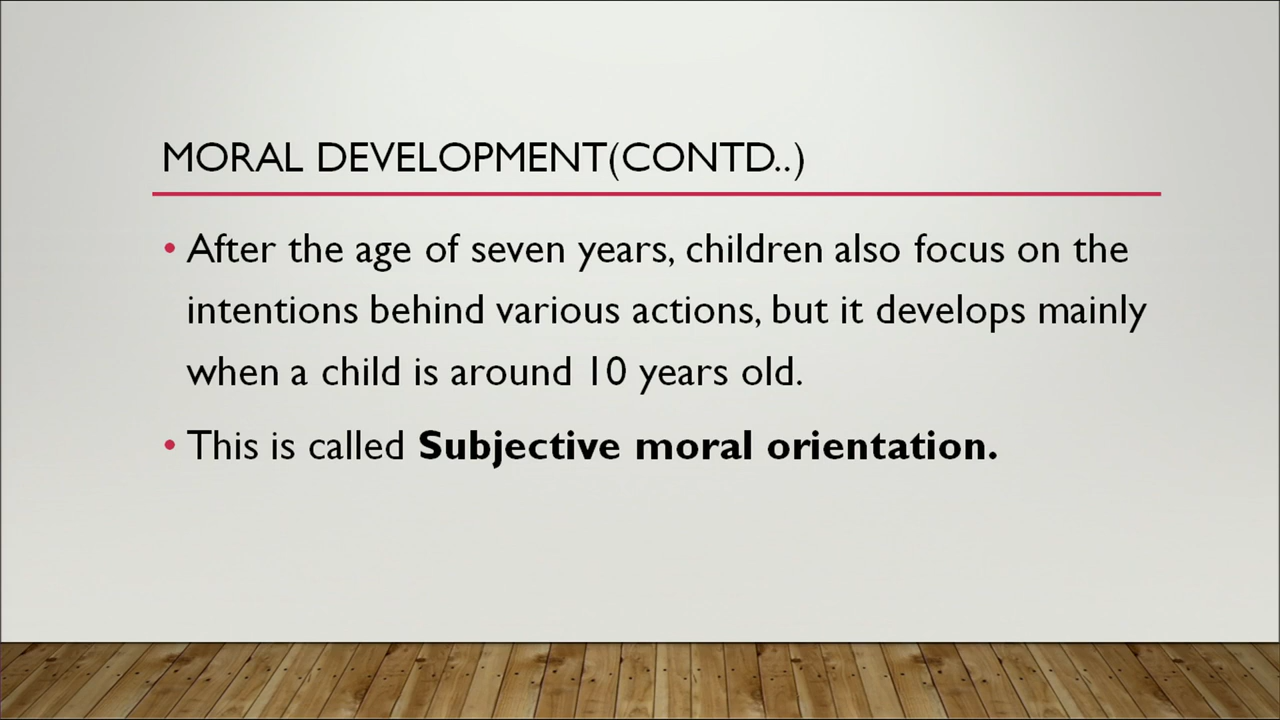 MORAL DEVELOPMENT(CONTD..)
• After the age of seven years, children also focus on the
intentions behind various actions, but it develops mainly
when a child is around 10 years old.
• This is called Subjective moral orientation.